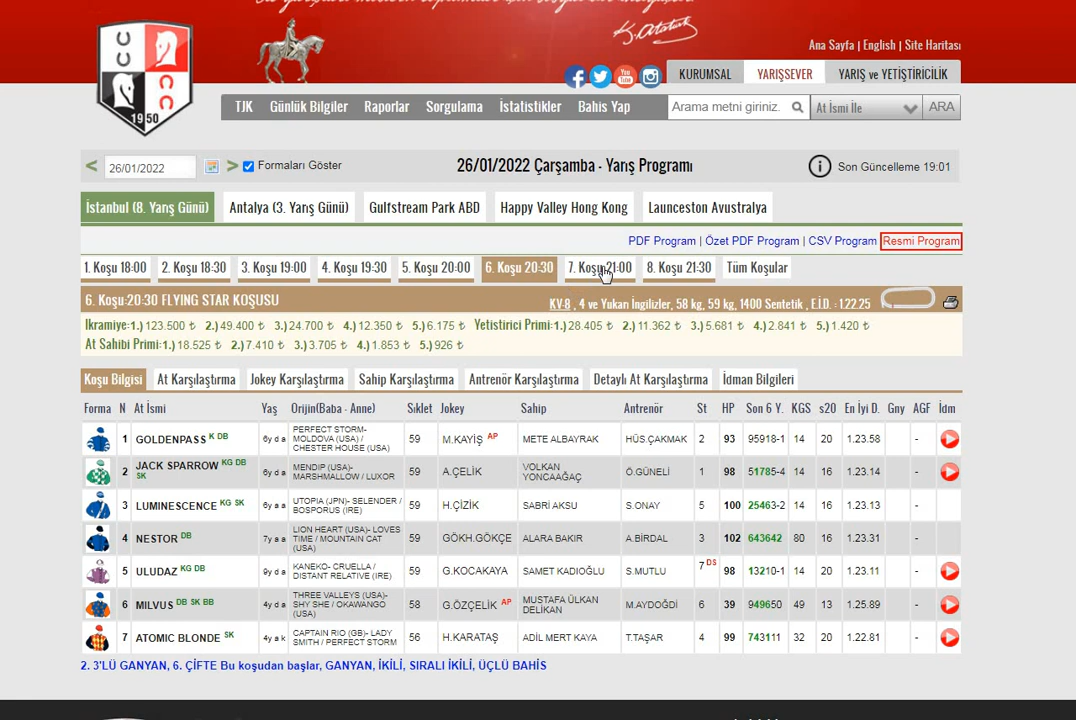 K.Atatürk
Ana Sayfa | English | Site Haritası
1950
KURUMSAL YARIŞSEVER YARIŞ ve YETİŞTİRİCİLİK
TJK Günlük Bilgiler Raporlar Sorgulama İstatistikler Bahis Yap Arama metni giriniz. At İsmi İle ARA
< 26/01/2022 > Formaları Göster 26/01/2022 Çarşamba - Yarış Programı Son Güncelleme 19:01
İstanbul (8. Yarış Günü) Antalya (3. Yarış Günü) Gulfstream Park ABD Happy Valley Hong Kong Launceston Avustralya
PDF Program | Özet PDF Program | CSV Program | Resmi Program
1. Koşu 18:00 2. Koşu 18:30 3. Koşu 19:00 4. Koşu 19:30 5. Koşu 20:00 6. Koşu 20:30 7. Koşu 21:00 8. Koşu 21:30 Tüm Koşular
6. Koşu:20:30 FLYING STAR KOŞUSU KV-8 , 4 ve Yukarı İngilizler, 58 kg, 59 kg, 1400 Sentetik , E.İ.D. : 1.22.25
Ikramiye:1.) 123.500 ₺ 2.) 49.400 ₺ 3.) 24.700 ₺ 4.) 12.350 ₺ 5.) 6.175 ₺ Yetistirici Primi:1.) 28.405 ₺ 2.) 11.362 ₺ 3.) 5.681 ₺ 4.) 2.841 ₺ 5.) 1.420 ₺
At Sahibi Primi:1.) 18.525 ₺ 2.) 7.410 ₺ 3.) 3.705 ₺ 4.) 1.853 ₺ 5.) 926 ₺
Koşu Bilgisi At Karşılaştırma Jokey Karşılaştırma Sahip Karşılaştırma Antrenör Karşılaştırma Detaylı At Karşılaştırma İdman Bilgileri
Forma N At İsmi Yaş Orijin(Baba - Anne) Sıklet Jokey Sahip Antrenör St HP Son 6 Y. KGS s20 En İyi D. Gny AGF İdm
1 GOLDENPASS K DB 6y d a PERFECT STORM- MOLDOVA (USA) / CHESTER HOUSE (USA) 59 M.KAYİŞ AP METE ALBAYRAK HÜS.ÇAKMAK 2 93 95918-1 14 20 1.23.58 -
2 JACK SPARROW KG DB SK 6y d a MENDIP (USA)- MARSHMALLOW / LUXOR 59 A.ÇELİK VOLKAN YONCAAĞAÇ Ö.GÜNELİ 1 98 51785-4 14 16 1.23.14 -
3 LUMINESCENCE KG SK 6y a a UTOPIA (JPN)- SELENDER / BOSPORUS (IRE) 59 H.ÇİZİK SABRİ AKSU S.ONAY 5 100 25463-2 14 16 1.23.13 -
4 NESTOR DB 7y a a LION HEART (USA)- LOVES TIME / MOUNTAIN CAT (USA) 59 GÖKH.GÖKÇE ALARA BAKIR A.BİRDAL 3 102 643642 80 16 1.23.31 -
5 ULUDAZ KG DB 9y d a KANEKO- CRUELLA / DISTANT RELATIVE (IRE) 59 G.KOCAKAYA SAMET KADIOĞLU S.MUTLU 7 DS 98 13210-1 14 20 1.23.11 -
6 MILVUS DB SK BB 4y d a THREE VALLEYS (USA)- SHY SHE / OKAWANGO (USA) 58 G.ÖZÇELİK AP MUSTAFA ÜLKAN DELİKAN M.AYDOĞDİ 6 39 949650 49 13 1.25.89 -
7 ATOMIC BLONDE SK 4y a k CAPTAIN RIO (GB)- LADY SMITH / PERFECT STORM 56 H.KARATAŞ ADİL MERT KAYA T.TAŞAR 4 99 743111 32 20 1.22.81 -
2. 3'LÜ GANYAN, 6. ÇİFTE Bu koşudan başlar, GANYAN, İKİLİ, SIRALI İKİLİ, ÜÇLÜ BAHİS